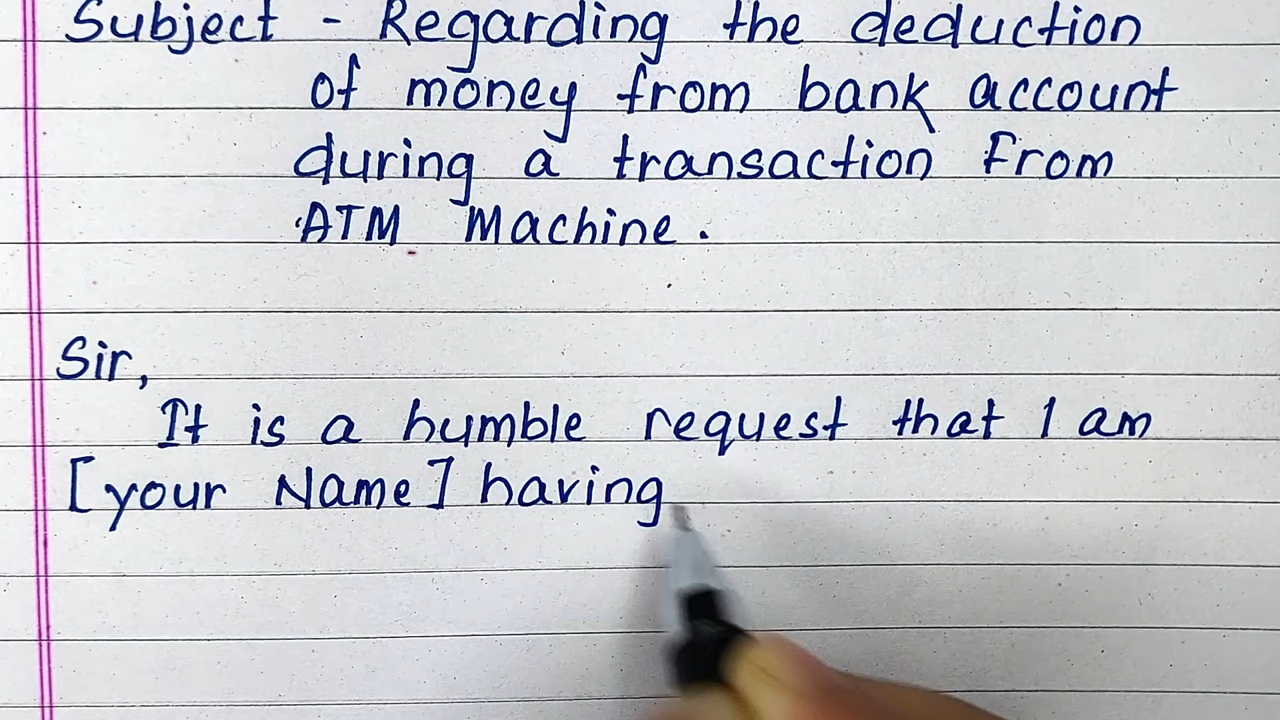 Subject - Regarding the deduction
of money from bank account
during a transaction From
ATM Machine.
Sir,
It is a humble request that I am
[your Name] having